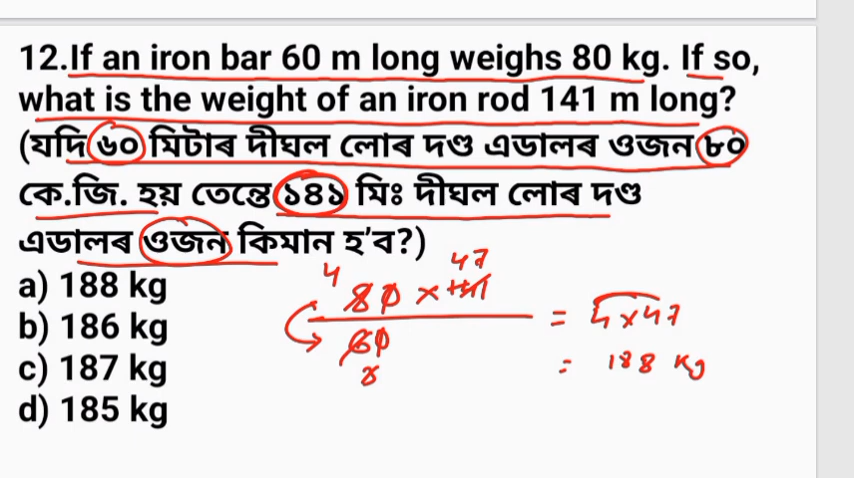 12.If an iron bar 60 m long weighs 80 kg. If so,
what is the weight of an iron rod 141 m long?
(যদি ৬০ মিটাৰ দীঘল লোৰ দণ্ড এডালৰ ওজন ৮০
কে.জি. হয় তেন্তে ১৪১ মিঃ দীঘল লোৰ দণ্ড
এডালৰ ওজন কিমান হ’ব?)
a) 188 kg
b) 186 kg
c) 187 kg
d) 185 kg
4 47
80 × 141
60
= 4×47
= 188 Kg